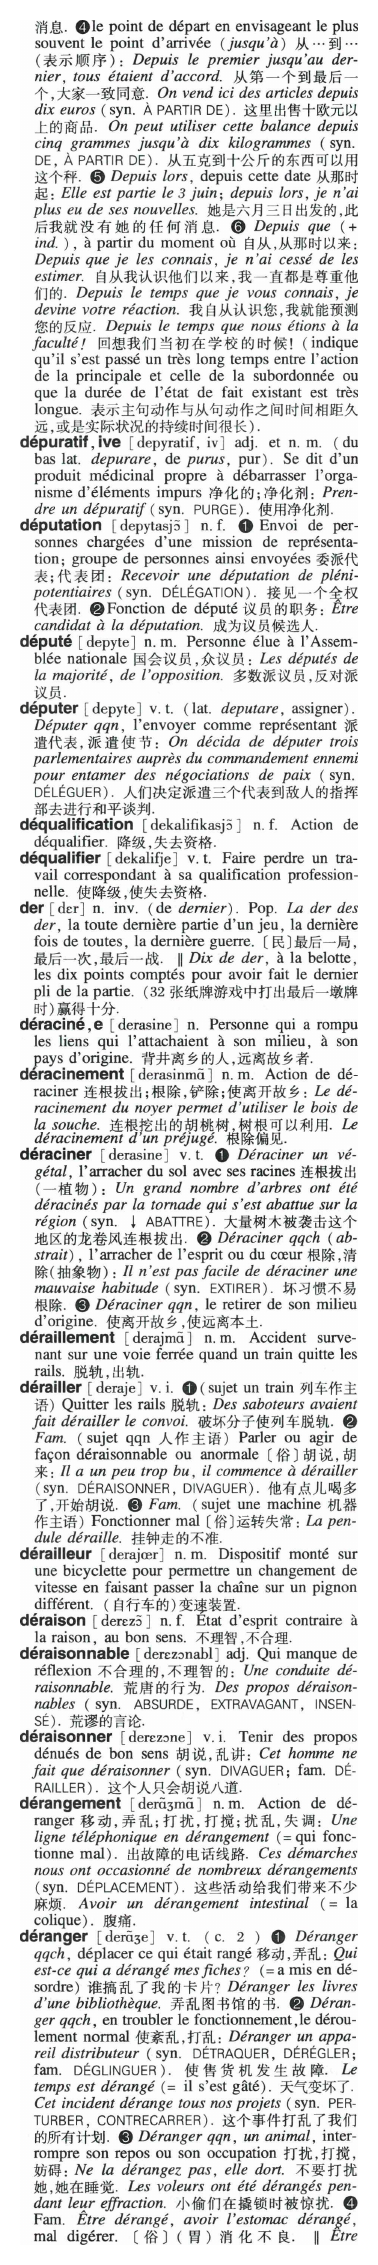 消息. ❹le point de départ en envisageant le plus
souvent le point d'arrivée (jusqu'à) 从…到…
(表示顺序): Depuis le premier jusqu'au der-
nier, tous étaient d'accord. 从第一个到最后一
个,大家一致同意. On vend ici des articles depuis
dix euros (syn. À PARTIR DE). 这里出售十欧元以
上的商品. On peut utiliser cette balance depuis
cinq grammes jusqu'à dix kilogrammes (syn.
DE, À PARTIR DE). 从五克到十公斤的东西可以用
这个秤. ❺ Depuis lors, depuis cette date 从那时
起: Elle est partie le 3 juin; depuis lors, je n'ai
plus eu de ses nouvelles. 她是六月三日出发的,此
后我就没有她的任何消息. ❻ Depuis que (+
ind.), à partir du moment où 自从,从那时以来:
Depuis que je les connais, je n'ai cessé de les
estimer. 自从我认识他们以来,我一直都是尊重他
们的. Depuis le temps que je vous connais, je
devine votre réaction. 我自从认识您,我就能预测
您的反应. Depuis le temps que nous étions à la
faculté! 回想我们当初在学校的时候! (indique
qu'il s'est passé un très long temps entre l'action
de la principale et celle de la subordonnée ou
que la durée de l'état de fait existant est très
longue. 表示主句动作与从句动作之间时间相距久
远,或是实际状况的持续时间很长).
dépuratif, ive [depyratif, iv] adj. et n. m. (du
bas lat. depurare, de purus, pur). Se dit d'un
produit médicinal propre à débarrasser l'orga-
nisme d'éléments impurs 净化的;净化剂: Pren-
dre un dépuratif (syn. PURGE). 使用净化剂.
députation [depytasjɔ̃] n. f. ❶ Envoi de per-
sonnes chargées d'une mission de représenta-
tion; groupe de personnes ainsi envoyées 委派代
表;代表团: Recevoir une députation de pléni-
potentiaires (syn. DÉLÉGATION). 接见一个全权
代表团. ❷Fonction de député 议员的职务: Être
candidat à la députation. 成为议员候选人.
député [depyte] n. m. Personne élue à l'Assem-
blée nationale 国会议员,众议员: Les députés de
la majorité, de l'opposition. 多数派议员,反对派
议员.
députer [depyte] v. t. (lat. deputare, assigner).
Députer qqn, l'envoyer comme représentant 派
遣代表,派遣使节: On décida de députer trois
parlementaires auprès du commandement ennemi
pour entamer des négociations de paix (syn.
DÉLÉGUER). 人们决定派遣三个代表到敌人的指挥
部去进行和平谈判.
déqualification [dekalifikasjɔ̃] n. f. Action de
déqualifier. 降级,失去资格.
déqualifier [dekalifje] v. t. Faire perdre un tra-
vail correspondant à sa qualification profession-
nelle. 使降级,使失去资格.
der [dɛr] n. inv. (de dernier). Pop. La der des
der, la toute dernière partie d'un jeu, la dernière
fois de toutes, la dernière guerre. 〔民〕最后一局,
最后一次,最后一战. ‖ Dix de der, à la belotte,
les dix points comptés pour avoir fait le dernier
pli de la partie. (32 张纸牌游戏中打出最后一墩牌
时)赢得十分.
déraciné, e [derasine] n. Personne qui a rompu
les liens qui l'attachaient à son milieu, à son
pays d'origine. 背井离乡的人,远离故乡者.
déracinement [derasinmɑ̃] n. m. Action de dé-
raciner 连根拔出;根除,铲除;使离开故乡: Le dé-
racinement du noyer permet d'utiliser le bois de
la souche. 连根挖出的胡桃树,树根可以利用. Le
déracinement d'un préjugé. 根除偏见.
déraciner [derasine] v. t. ❶ Déraciner un vé-
gétal, l'arracher du sol avec ses racines 连根拔出
(一植物): Un grand nombre d'arbres ont été
déracinés par la tornade qui s'est abattue sur la
région (syn. ↓ ABATTRE). 大量树木被袭击这个
地区的龙卷风连根拔出. ❷ Déraciner qqch (ab-
strait), l'arracher de l'esprit ou du cœur 根除,清
除(抽象物): Il n'est pas facile de déraciner une
mauvaise habitude (syn. EXTIRER). 坏习惯不易
根除. ❸ Déraciner qqn, le retirer de son milieu
d'origine. 使离开故乡,使远离本土.
déraillement [derajmɑ̃] n. m. Accident surve-
nant sur une voie ferrée quand un train quitte les
rails. 脱轨,出轨.
dérailler [deraje] v. i. ❶(sujet un train 列车作主
语) Quitter les rails 脱轨: Des saboteurs avaient
fait dérailler le convoi. 破坏分子使列车脱轨. ❷
Fam. (sujet qqn 人作主语) Parler ou agir de
façon déraisonnable ou anormale 〔俗〕胡说,胡
来: Il a un peu trop bu, il commence à dérailler
(syn. DÉRAISONNER, DIVAGUER). 他有点儿喝多
了,开始胡说. ❸ Fam. (sujet une machine 机器
作主语) Fonctionner mal 〔俗〕运转失常: La pen-
dule déraille. 挂钟走的不准.
dérailleur [derajœr] n. m. Dispositif monté sur
une bicyclette pour permettre un changement de
vitesse en faisant passer la chaîne sur un pignon
différent. (自行车的)变速装置.
déraison [derɛzɔ̃] n. f. État d'esprit contraire à
la raison, au bon sens. 不理智,不合理.
déraisonnable [derɛzɔnabl] adj. Qui manque de
réflexion 不合理的,不理智的: Une conduite dé-
raisonnable. 荒唐的行为. Des propos déraison-
nables (syn. ABSURDE, EXTRAVAGANT, INSEN-
SÉ). 荒谬的言论.
déraisonner [derɛzɔne] v. i. Tenir des propos
dénués de bon sens 胡说,乱讲: Cet homme ne
fait que déraisonner (syn. DIVAGUER; fam. DÉ-
RAILLER). 这个人只会胡说八道.
dérangement [derɑ̃ʒmɑ̃] n. m. Action de dé-
ranger 移动,弄乱;打扰,打搅;扰乱,失调: Une
ligne téléphonique en dérangement (= qui fonc-
tionne mal). 出故障的电话线路. Ces démarches
nous ont occasionné de nombreux dérangements
(syn. DÉPLACEMENT). 这些活动给我们带来不少
麻烦. Avoir un dérangement intestinal (= la
colique). 腹痛.
déranger [derɑ̃ʒe] v. t. (c. 2) ❶ Déranger
qqch, déplacer ce qui était rangé 移动,弄乱: Qui
est-ce qui a dérangé mes fiches? (= a mis en dé-
sordre) 谁搞乱了我的卡片? Déranger les livres
d'une bibliothèque. 弄乱图书馆的书. ❷ Déran-
ger qqch, en troubler le fonctionnement,le dérou-
lement normal 使紊乱,打乱: Déranger un appa-
reil distributeur (syn. DÉTRAQUER, DÉRÉGLER;
fam. DÉGLINGUER). 使售货机发生故障. Le
temps est dérangé (= il s'est gâté). 天气变坏了.
Cet incident dérange tous nos projets (syn. PER-
TURBER, CONTRECARRER). 这个事件打乱了我们
的所有计划. ❸ Déranger qqn, un animal, inter-
rompre son repos ou son occupation 打扰,打搅,
妨碍: Ne la dérangez pas, elle dort. 不要打扰
她,她在睡觉. Les voleurs ont été dérangés pen-
dant leur effraction. 小偷们在撬锁时被惊扰. ❹
Fam. Être dérangé, avoir l'estomac dérangé,
mal digérer. 〔俗〕(胃)消化不良. ‖ Être